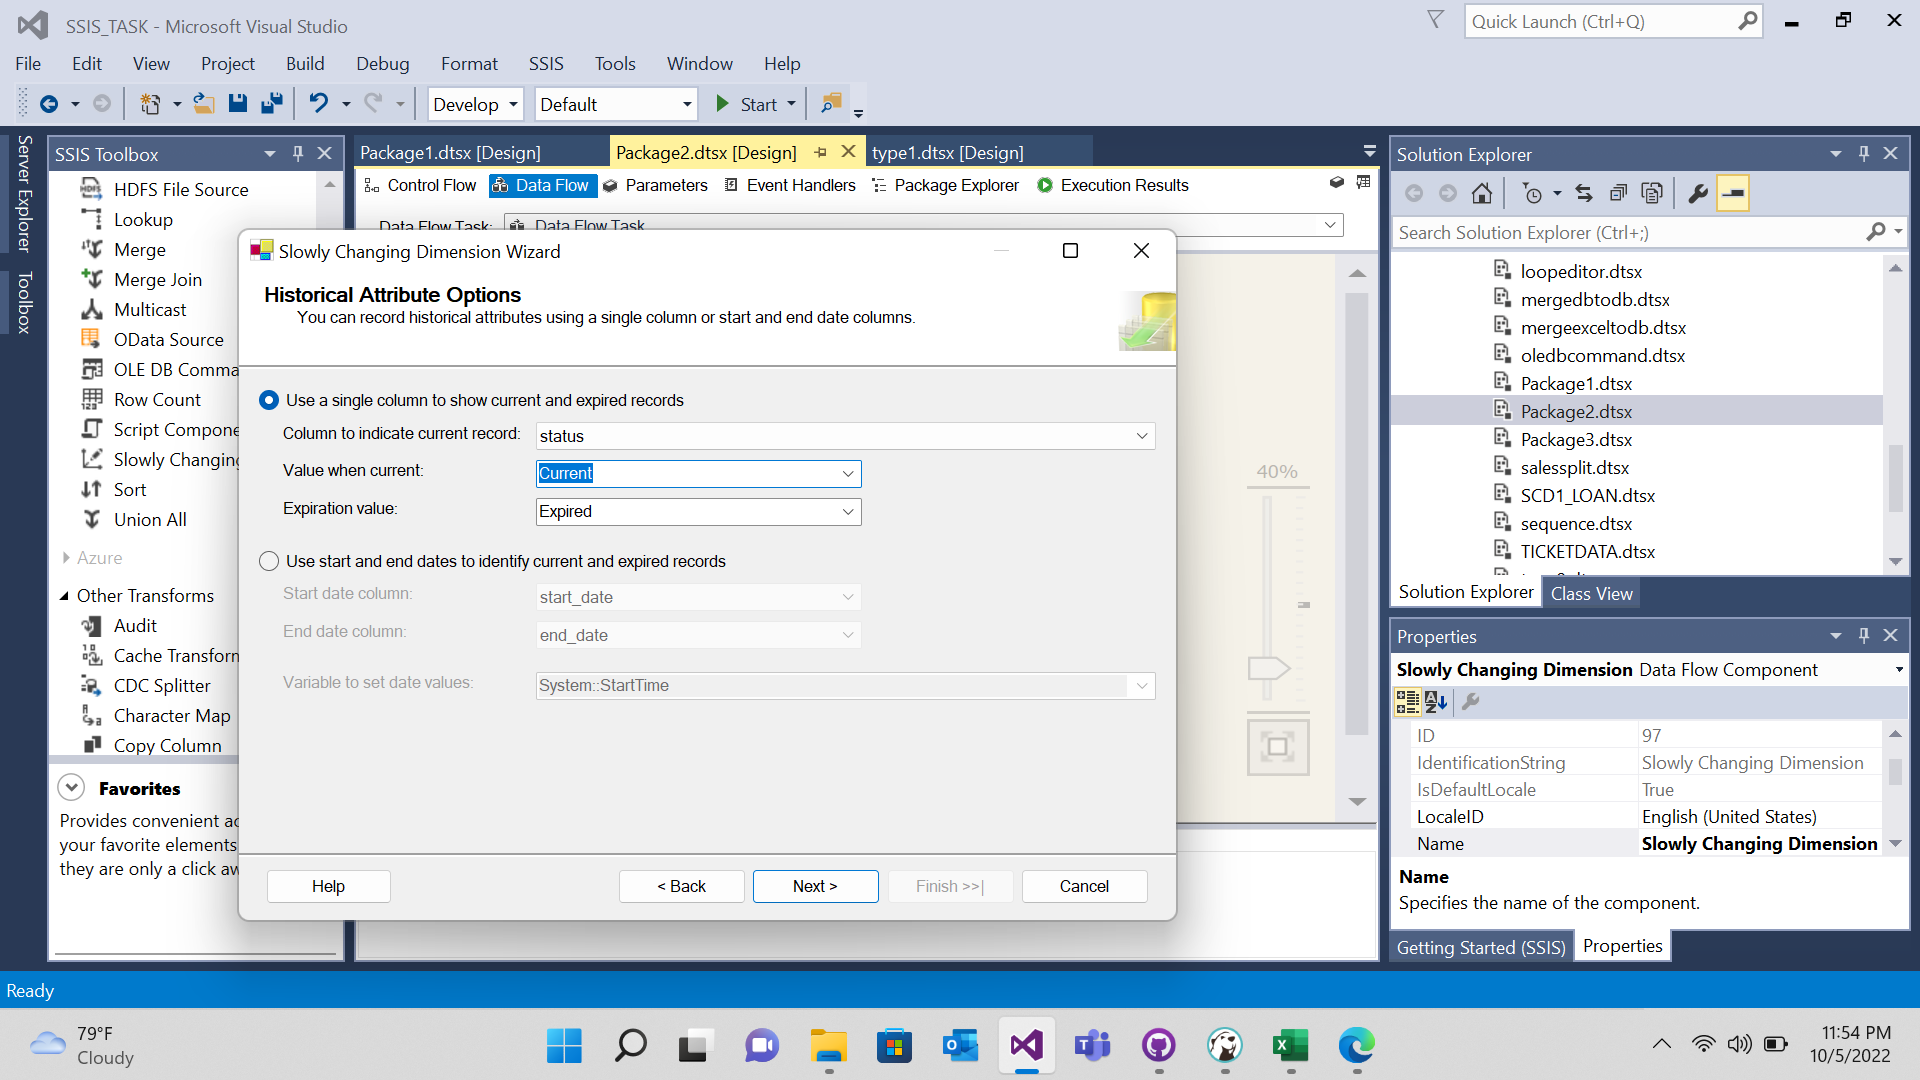 SSIS_TASK - Microsoft Visual Studio
Quick Launch (Ctrl+Q)
File Edit View Project Build Debug Format SSIS Tools Window Help
Develop Default Start
Server Explorer
Toolbox
SSIS Toolbox
HDFS File Source
Lookup
Merge
Merge Join
Multicast
OData Source
OLE DB Comma
Row Count
Script Compone
Slowly Changing
Sort
Union All
Azure
Other Transforms
Audit
Cache Transform
CDC Splitter
Character Map
Copy Column
Favorites
Provides convenient ac
your favorite elements
they are only a click aw
Package1.dtsx [Design] Package2.dtsx [Design] type1.dtsx [Design]
Control Flow Data Flow Parameters Event Handlers Package Explorer Execution Results
Data Flow Task: Data Flow Task
Slowly Changing Dimension Wizard
Historical Attribute Options
You can record historical attributes using a single column or start and end date columns.
Use a single column to show current and expired records
Column to indicate current record: status
Value when current: Current
Expiration value: Expired
Use start and end dates to identify current and expired records
Start date column: start_date
End date column: end_date
Variable to set date values: System::StartTime
Help < Back Next > Finish >>| Cancel
40%
Solution Explorer
Search Solution Explorer (Ctrl+;)
loopeditor.dtsx
mergedbtodb.dtsx
mergeexceltodb.dtsx
oledbcommand.dtsx
Package1.dtsx
Package2.dtsx
Package3.dtsx
salessplit.dtsx
SCD1_LOAN.dtsx
sequence.dtsx
TICKETDATA.dtsx
Solution Explorer Class View
Properties
Slowly Changing Dimension Data Flow Component
ID 97
IdentificationString Slowly Changing Dimension
IsDefaultLocale True
LocaleID English (United States)
Name Slowly Changing Dimension
Name
Specifies the name of the component.
Getting Started (SSIS) Properties
Ready
79°F
Cloudy
11:54 PM
10/5/2022